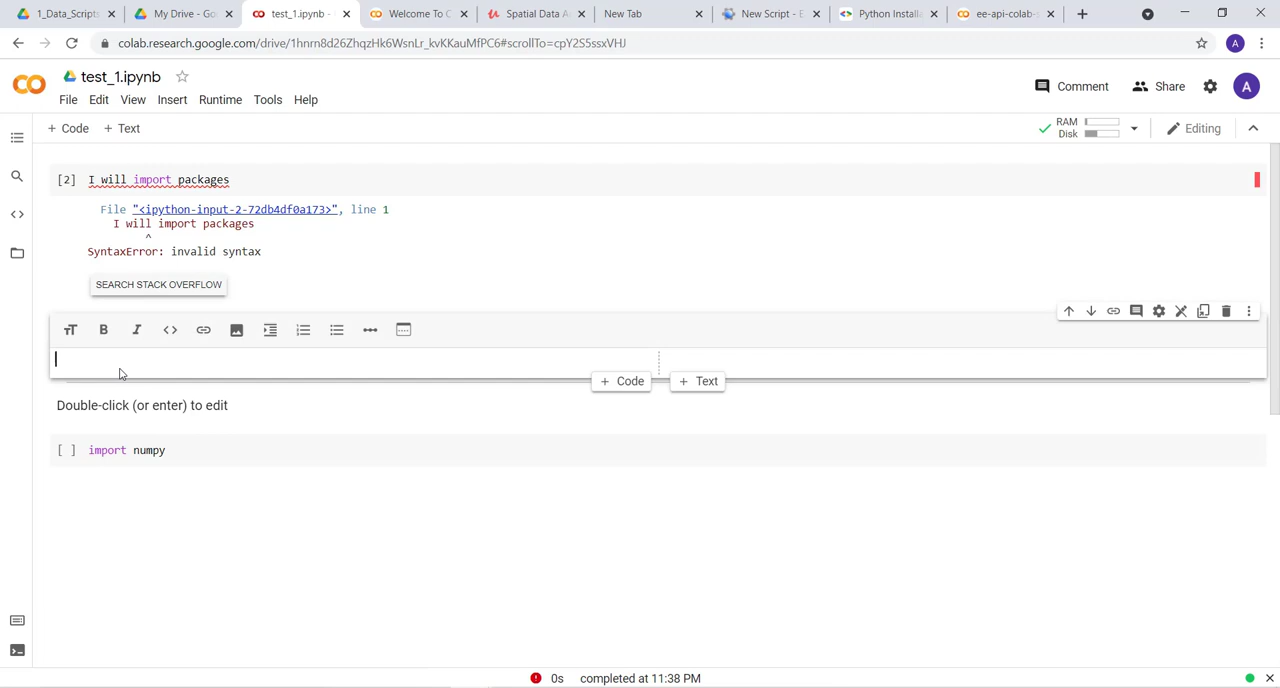 1_Data_Scripts
My Drive - Go
test_1.ipynb -
Welcome To C
Spatial Data A
New Tab
New Script - E
Python Installe
ee-api-colab-s
colab.research.google.com/drive/1hnrn8d26ZhqzHk6WsnLr_kvKKauMfPC6#scrollTo=cpY2S5ssxVHJ
A
CO
test_1.ipynb
Comment
Share
A
File Edit View Insert Runtime Tools Help
+ Code + Text
RAM
Disk
Editing
[2] I will import packages
File "<ipython-input-2-72db4df0a173>", line 1
I will import packages
^
SyntaxError: invalid syntax
SEARCH STACK OVERFLOW
+ Code + Text
Double-click (or enter) to edit
[ ] import numpy
0s completed at 11:38 PM